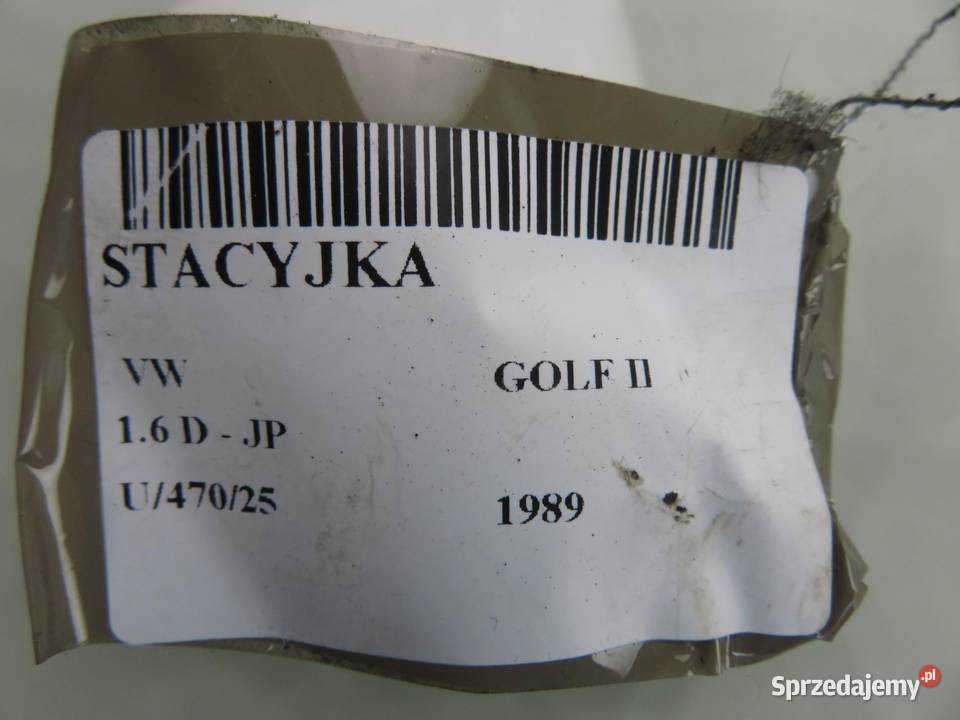 STACYJKA
VW GOLF II
1.6 D - JP
U/470/25 1989
Sprzedajemy.pl